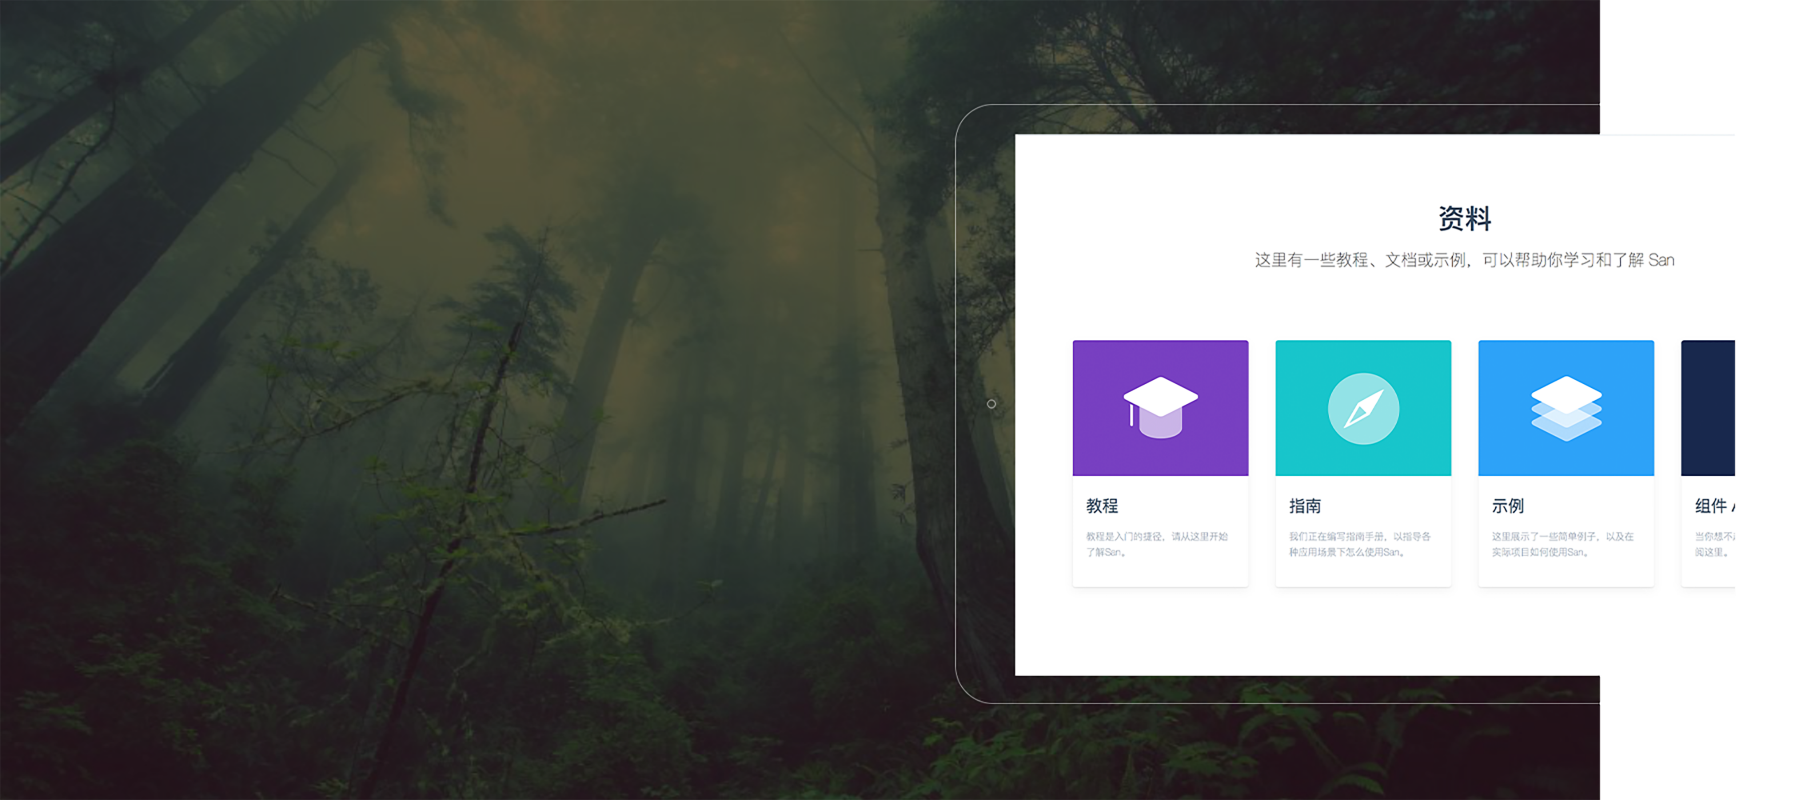 资料
这里有一些教程、文档或示例，可以帮助你学习和了解 San
教程
教程是入门的捷径，请从这里开始
了解San。
指南
我们正在编写指南手册，以指导各
种应用场景下怎么使用San。
示例
这里展示了一些简单例子，以及在
实际项目如何使用San。
组件
当你想不
阅这里。